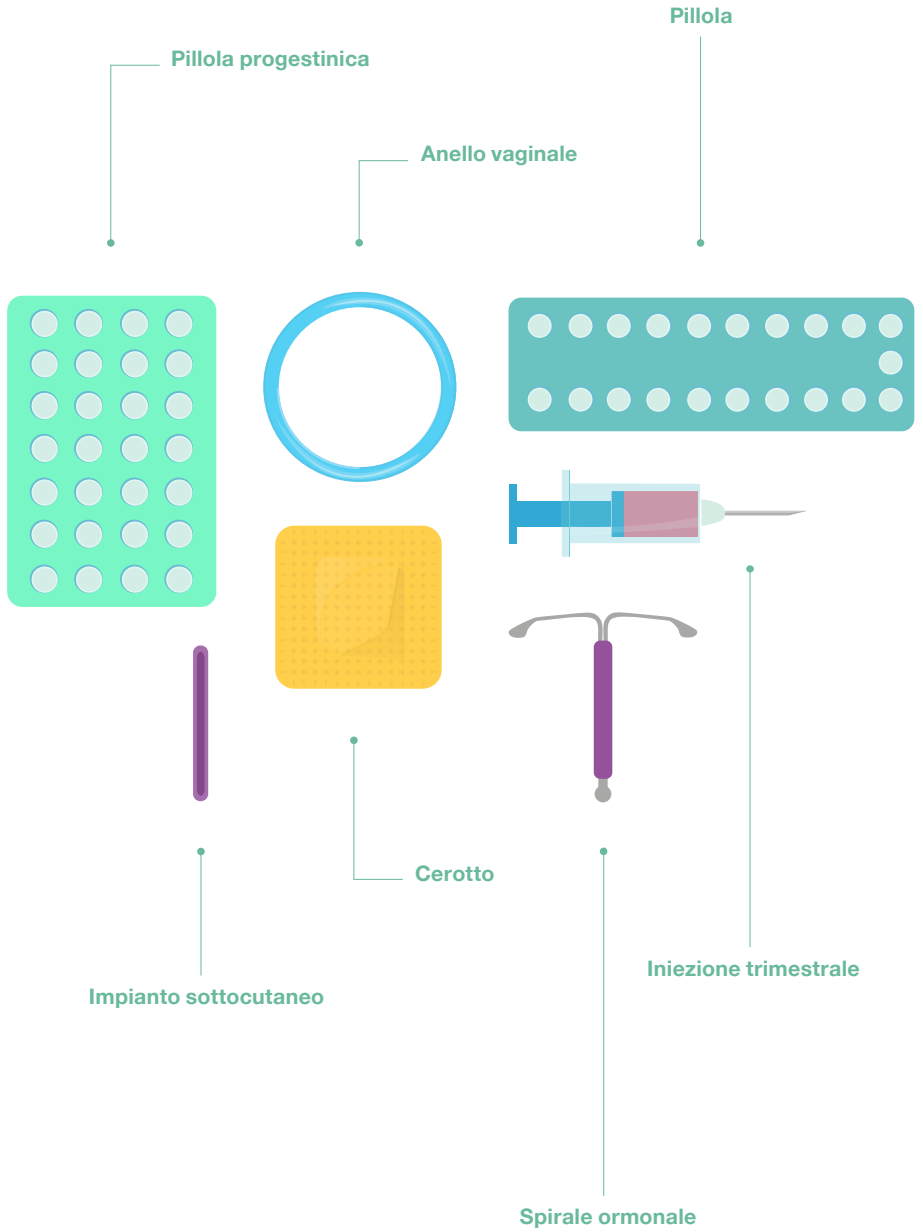 Pillola
Pillola progestinica
Anello vaginale
Cerotto
Iniezione trimestrale
Impianto sottocutaneo
Spirale ormonale